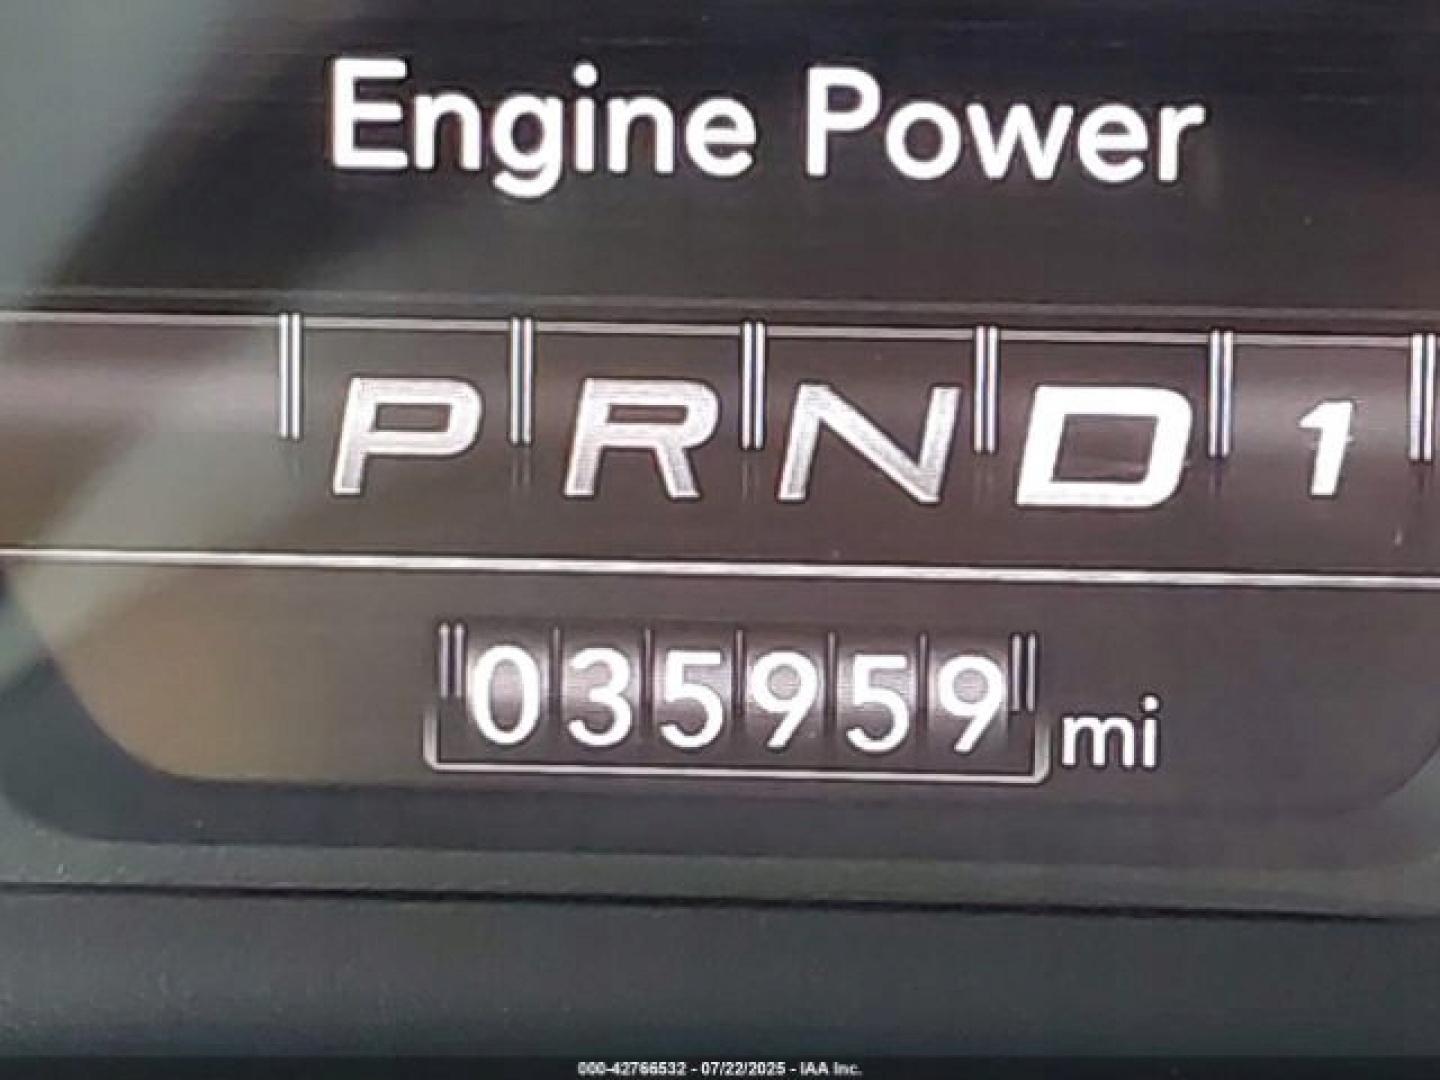 Engine Power
P R N D 1
035959 mi
000-42766532 - 07/22/2025 - IAA Inc.